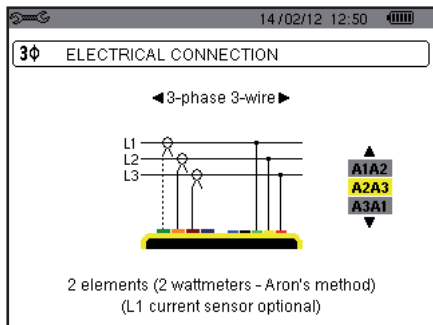 14/02/12 12:50
3ϕ ELECTRICAL CONNECTION
◄3-phase 3-wire►
L1
L2
L3
A1A2
A2A3
A3A1
2 elements (2 wattmeters - Aron's method)
(L1 current sensor optional)